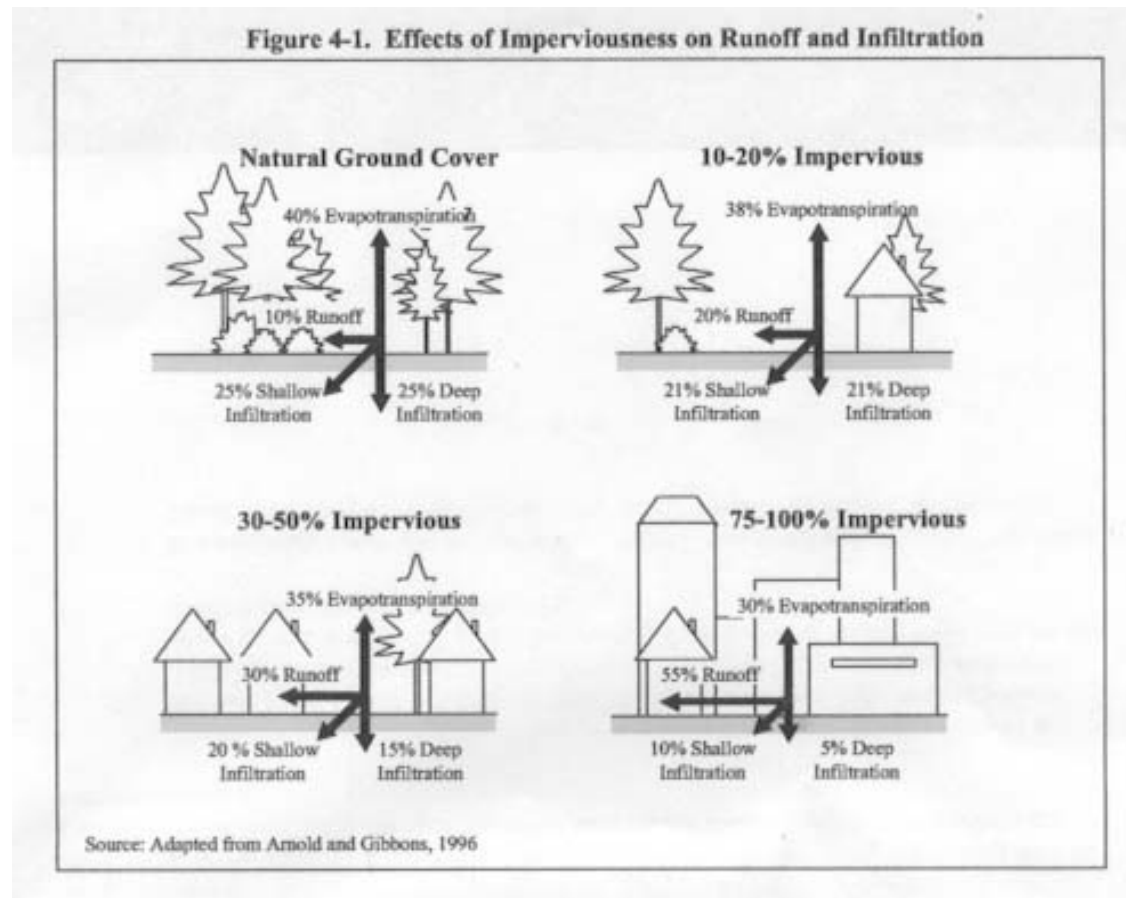 Figure 4-1. Effects of Imperviousness on Runoff and Infiltration
Natural Ground Cover
40% Evapotranspiration
10% Runoff
25% Shallow
Infiltration
25% Deep
Infiltration
10-20% Impervious
38% Evapotranspiration
20% Runoff
21% Shallow
Infiltration
21% Deep
Infiltration
30-50% Impervious
35% Evapotranspiration
30% Runoff
20 % Shallow
Infiltration
15% Deep
Infiltration
75-100% Impervious
30% Evapotranspiration
55% Runoff
10% Shallow
Infiltration
5% Deep
Infiltration
Source: Adapted from Arnold and Gibbons, 1996